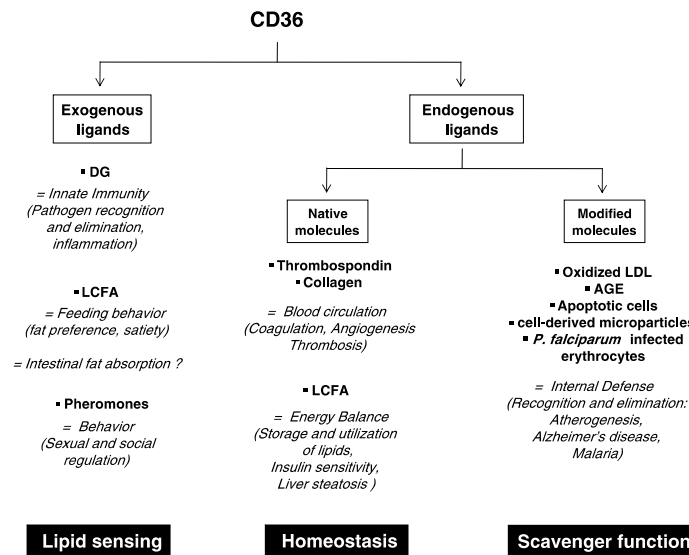 CD36
Exogenous
ligands
▪ DG
= Innate Immunity
(Pathogen recognition
and elimination,
inflammation)
▪ LCFA
= Feeding behavior
(fat preference, satiety)
= Intestinal fat absorption ?
▪ Pheromones
= Behavior
(Sexual and social
regulation)
Lipid sensing
Endogenous
ligands
Native
molecules
▪ Thrombospondin
▪ Collagen
= Blood circulation
(Coagulation, Angiogenesis
Thrombosis)
▪ LCFA
= Energy Balance
(Storage and utilization
of lipids,
Insulin sensitivity,
Liver steatosis )
Homeostasis
Modified
molecules
▪ Oxidized LDL
▪ AGE
▪ Apoptotic cells
▪ cell-derived microparticles
▪ P. falciparum infected
erythrocytes
= Internal Defense
(Recognition and elimination:
Atherogenesis,
Alzheimer's disease,
Malaria)
Scavenger function